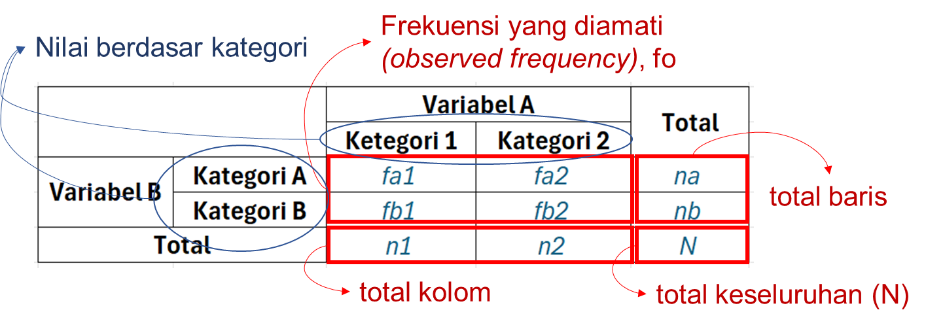 Nilai berdasar kategori
Frekuensi yang diamati
(observed frequency), fo
Variabel A
Total
Ketegori 1
Kategori 2
Variabel B
Kategori A
fa1
fa2
na
Kategori B
fb1
fb2
nb
Total
n1
n2
N
total baris
total kolom
total keseluruhan (N)